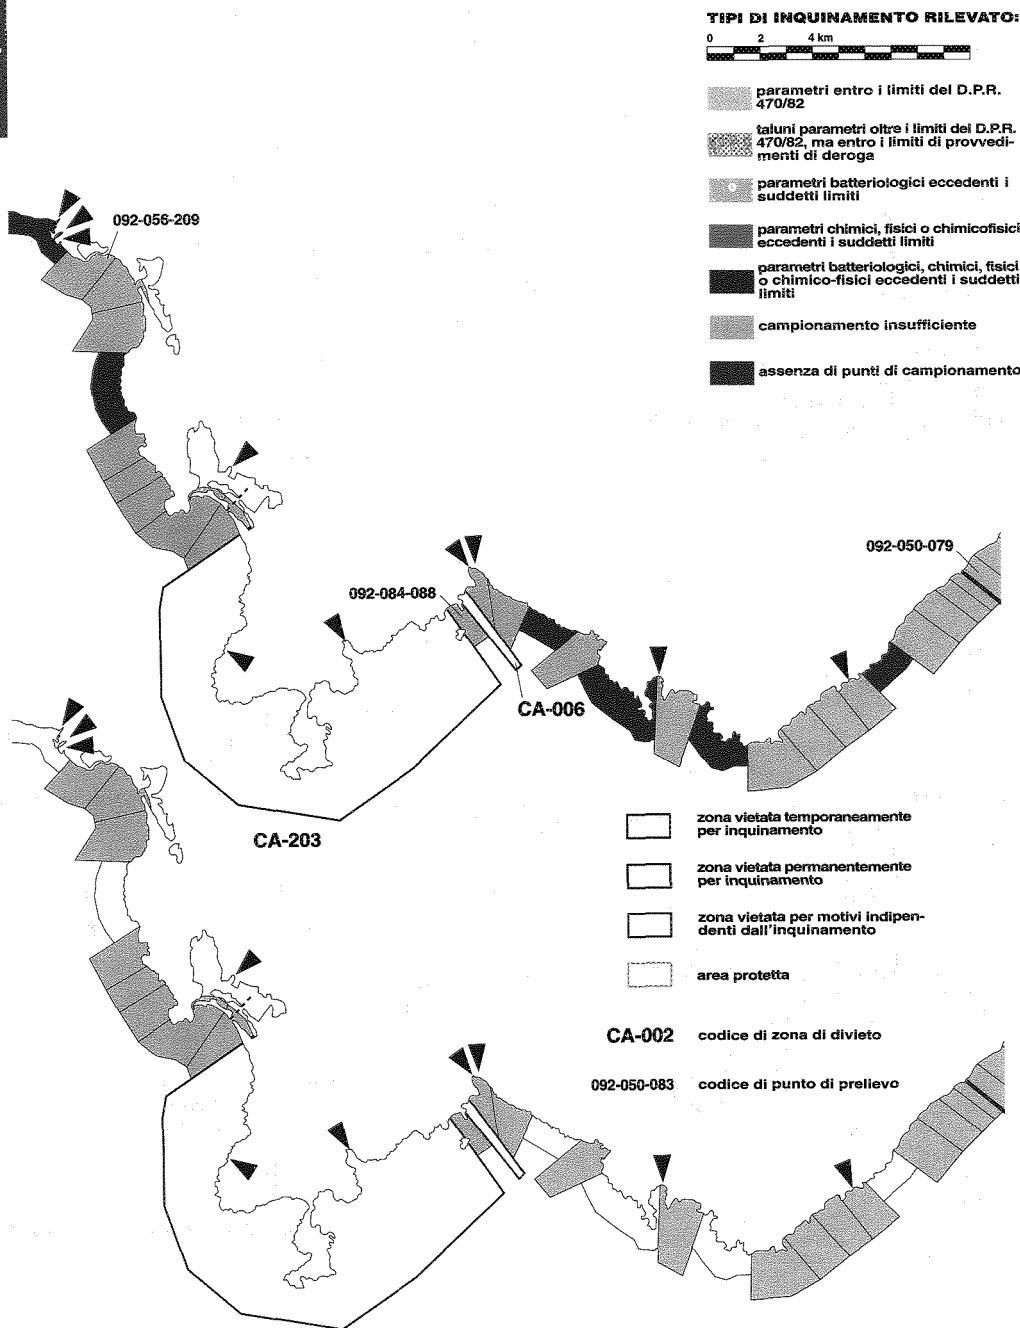 TIPI DI INQUINAMENTO RILEVATO:
0 2 4 km
parametri entro i limiti del D.P.R.
470/82
taluni parametri oltre i limiti del D.P.R.
470/82, ma entro i limiti di provvedi-
menti di deroga
parametri batteriologici eccedenti i
suddetti limiti
parametri chimici, fisici o chimicofisici
eccedenti i suddetti limiti
parametri batteriologici, chimici, fisici
o chimico-fisici eccedenti i suddetti
limiti
campionamento insufficiente
assenza di punti di campionamento
092-056-209
092-050-079
092-084-088
CA-006
CA-203
zona vietata temporaneamente
per inquinamento
zona vietata permanentemente
per inquinamento
zona vietata per motivi indipen-
denti dall'inquinamento
area protetta
CA-002 codice di zona di divieto
092-050-083 codice di punto di prelievo